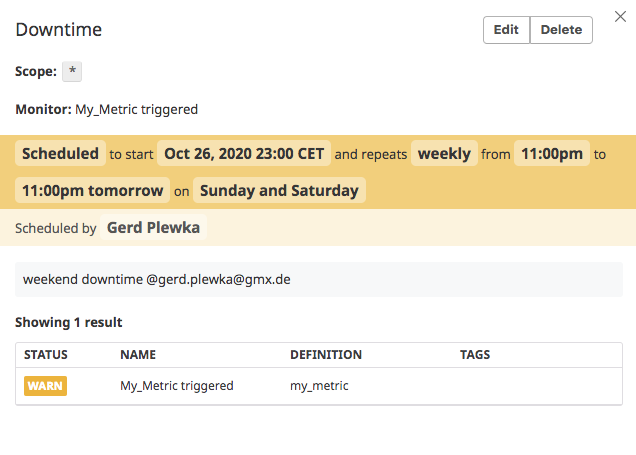 Downtime
Edit Delete
Scope: *
Monitor: My_Metric triggered
Scheduled to start Oct 26, 2020 23:00 CET and repeats weekly from 11:00pm to
11:00pm tomorrow on Sunday and Saturday
Scheduled by Gerd Plewka
weekend downtime @gerd.plewka@gmx.de
Showing 1 result
STATUS NAME DEFINITION TAGS
WARN My_Metric triggered my_metric